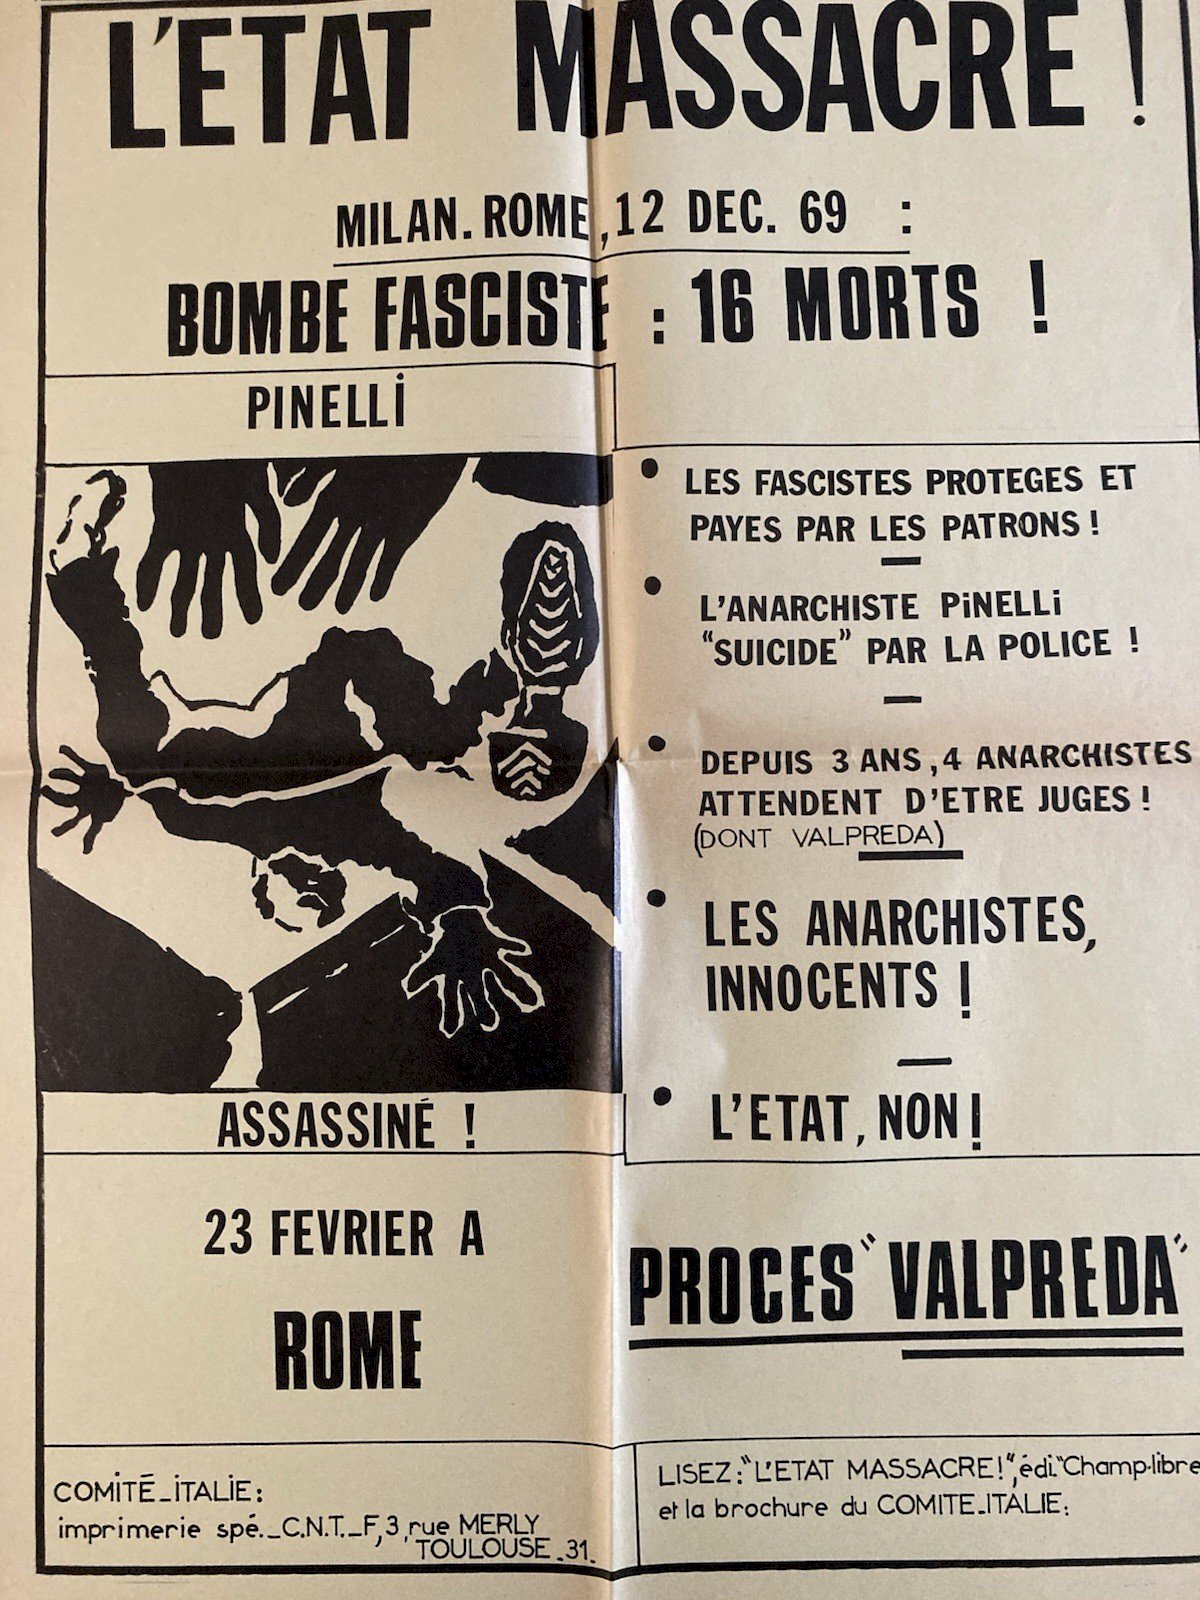 L'ETAT MASSACRE !
MILAN. ROME, 12 DEC. 69 :
BOMBE FASCISTE : 16 MORTS !
PINELLi
• LES FASCISTES PROTEGES ET
PAYES PAR LES PATRONS !
• L'ANARCHISTE PiNELLi
"SUICIDE" PAR LA POLICE !
• DEPUIS 3 ANS, 4 ANARCHISTES
ATTENDENT D'ETRE JUGES !
(DONT VALPREDA)
• LES ANARCHISTES,
INNOCENTS !
• L'ETAT, NON !
ASSASSINÉ !
23 FEVRIER A
ROME
PROCES "VALPREDA"
COMiTÉ_iTALiE:
imprimerie spé._C.N.T._F, 3, rue MERLY
TOULOUSE _31_
LISEZ: "L'ETAT MASSACRE!", édi. "Champ-libre
et la brochure du COMITE_ITALIE: